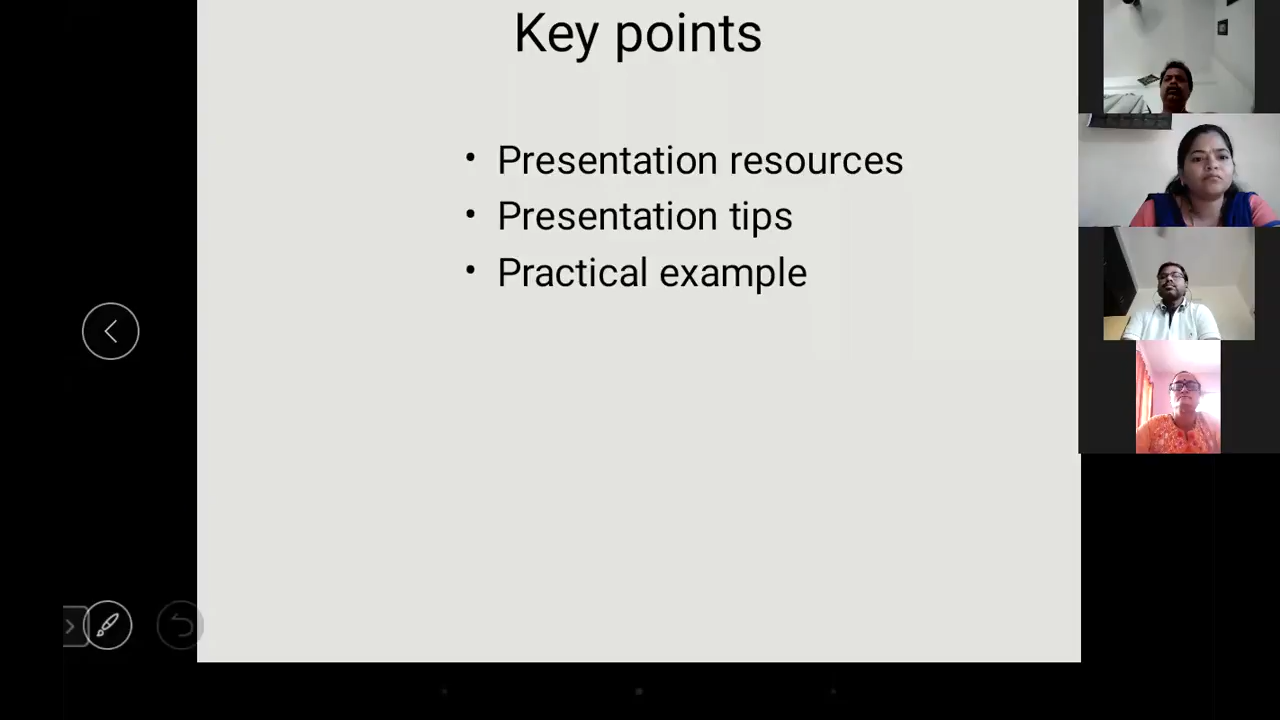 Key points
• Presentation resources
• Presentation tips
• Practical example